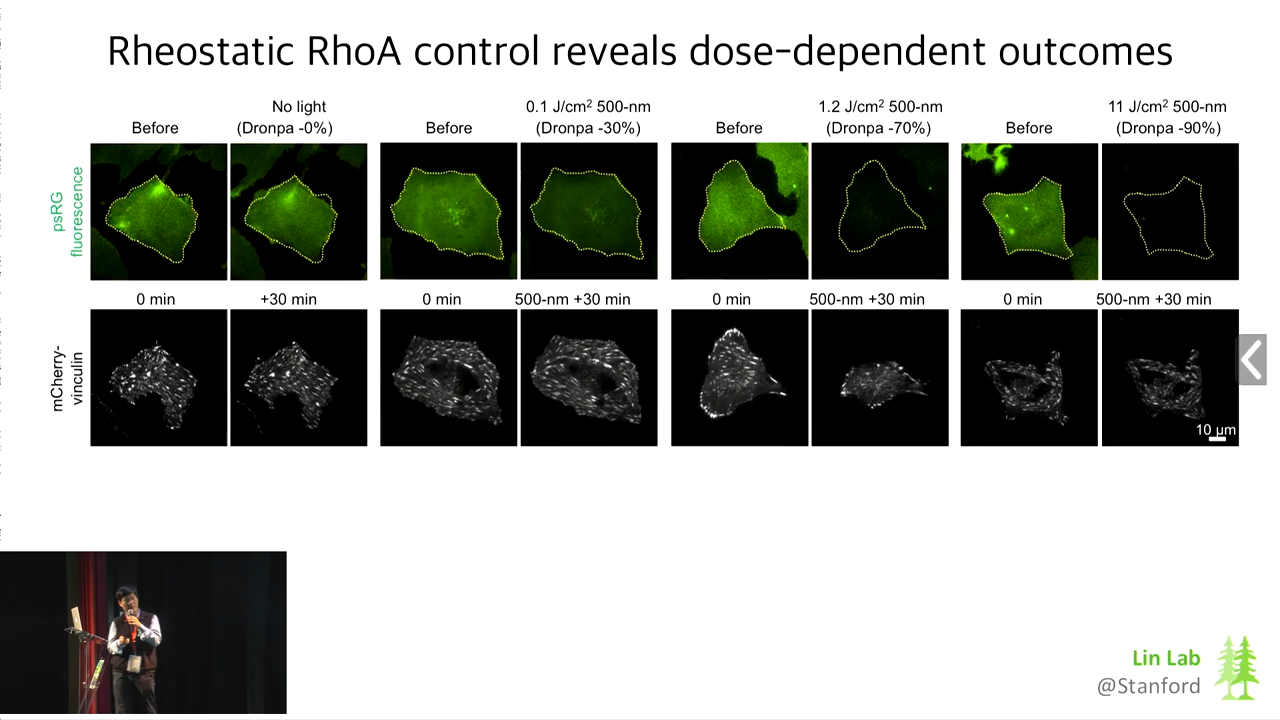 Rheostatic RhoA control reveals dose-dependent outcomes
Before
No light
(Dronpa -0%)
Before
0.1 J/cm² 500-nm
(Dronpa -30%)
Before
1.2 J/cm² 500-nm
(Dronpa -70%)
Before
11 J/cm² 500-nm
(Dronpa -90%)
psRG
fluorescence
0 min
+30 min
0 min
500-nm +30 min
0 min
500-nm +30 min
0 min
500-nm +30 min
mCherry-
vinculin
10 µm
Lin Lab
@Stanford